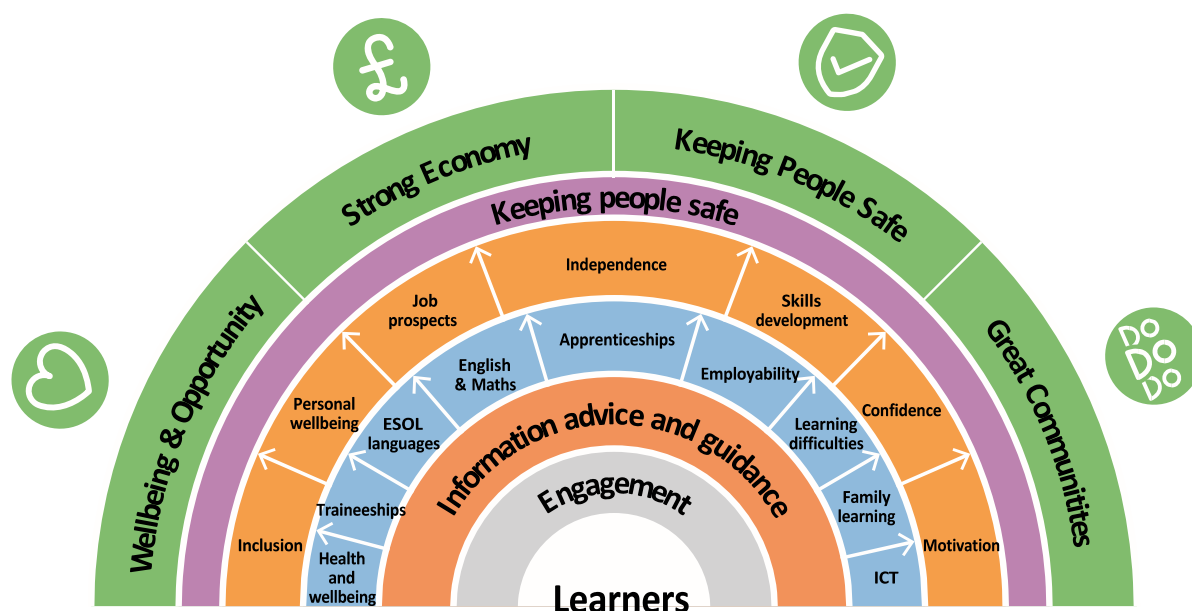 Wellbeing & Opportunity
Strong Economy
Keeping People Safe
Great Communitites
Keeping people safe
Inclusion
Personal
wellbeing
Job
prospects
Independence
Skills
development
Confidence
Motivation
Health
and
wellbeing
Traineeships
ESOL
languages
English
& Maths
Apprenticeships
Employability
Learning
difficulties
Family
learning
ICT
Information advice and guidance
Engagement
Learners
£
DO
DO
DO